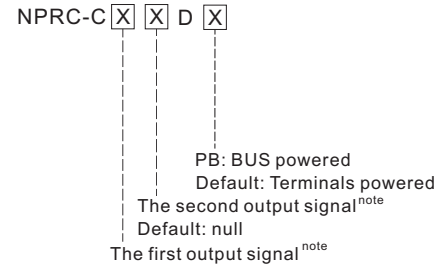 NPRC-C X X D X
PB: BUS powered
Default: Terminals powered
The second output signal note
Default: null
The first output signal note